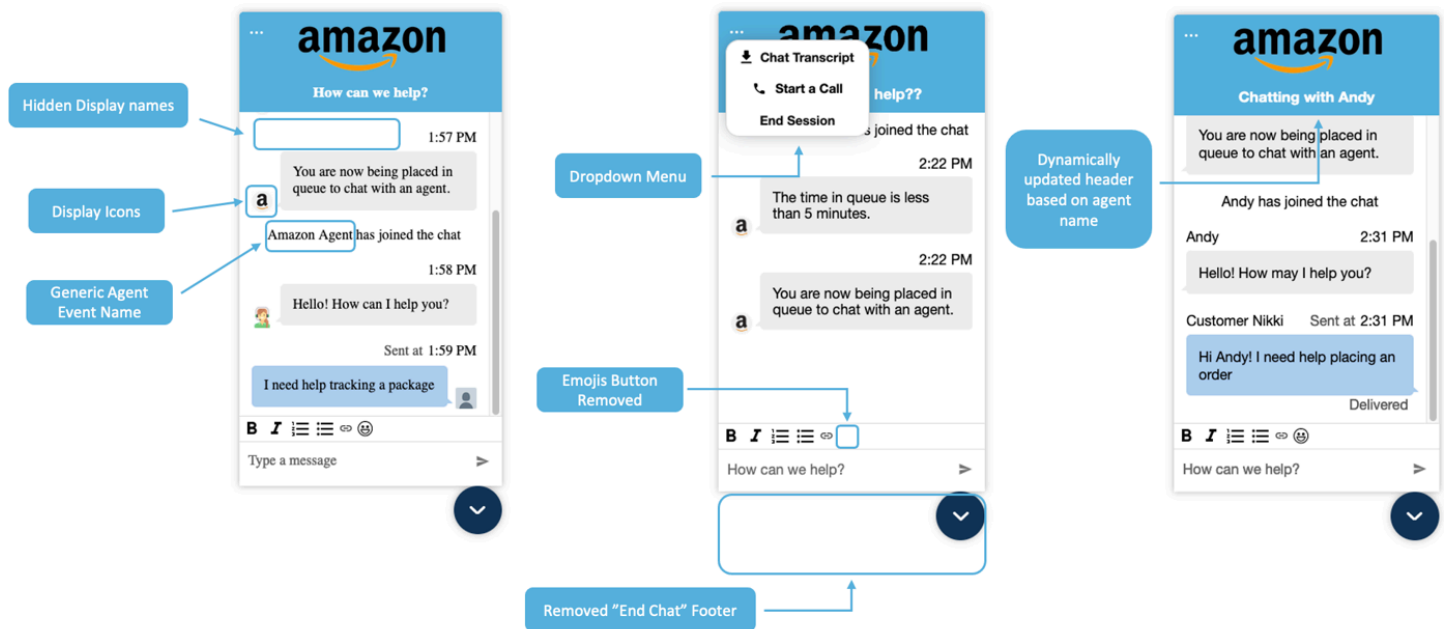 Hidden Display names
Display Icons
Generic Agent
Event Name
...
amazon
How can we help?
1:57 PM
You are now being placed in
queue to chat with an agent.
a
Amazon Agent has joined the chat
1:58 PM
Hello! How can I help you?
Sent at 1:59 PM
I need help tracking a package
B I
Type a message
Dropdown Menu
Emojis Button
Removed
Removed "End Chat" Footer
...
amazon
Chat Transcript
Start a Call
End Session
help??
s joined the chat
2:22 PM
The time in queue is less
than 5 minutes.
a
2:22 PM
You are now being placed in
queue to chat with an agent.
a
B I
How can we help?
Dynamically
updated header
based on agent
name
...
amazon
Chatting with Andy
You are now being placed in
queue to chat with an agent.
Andy has joined the chat
Andy 2:31 PM
Hello! How may I help you?
Customer Nikki Sent at 2:31 PM
Hi Andy! I need help placing an
order
Delivered
B I
How can we help?